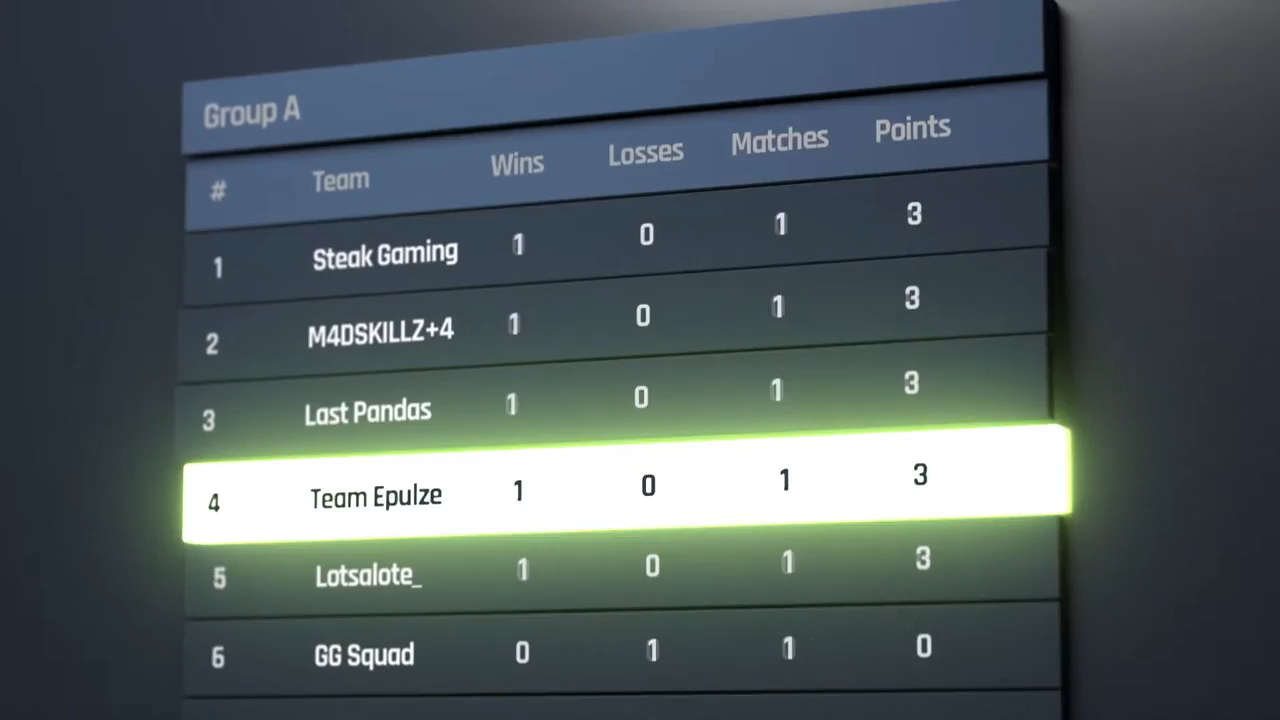 Group A
# Team Wins Losses Matches Points
1 Steak Gaming 1 0 1 3
2 M4DSKILLZ+4 1 0 1 3
3 Last Pandas 1 0 1 3
4 Team Epulze 1 0 1 3
5 Lotsalote_ 1 0 1 3
6 GG Squad 0 1 1 0